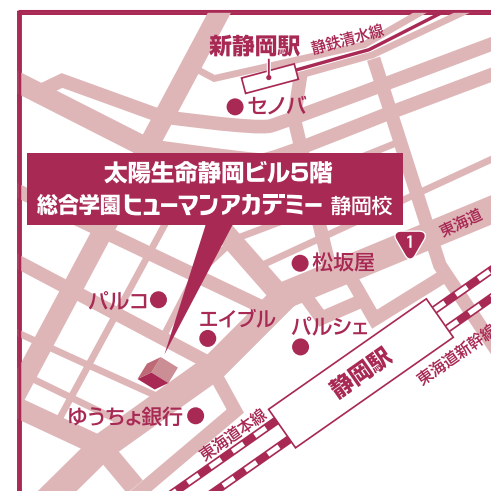 新静岡駅
静鉄清水線
セノバ
太陽生命静岡ビル5階
総合学園ヒューマンアカデミー 静岡校
東海道
1
松坂屋
パルコ
エイブル
パルシェ
静岡駅
東海道新幹線
ゆうちょ銀行
東海道本線